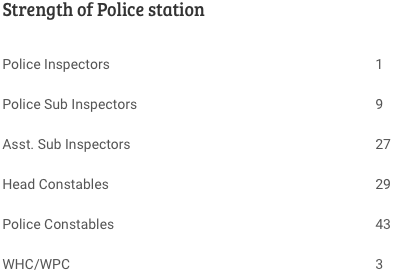 Strength of Police station
Police Inspectors 1
Police Sub Inspectors 9
Asst. Sub Inspectors 27
Head Constables 29
Police Constables 43
WHC/WPC 3